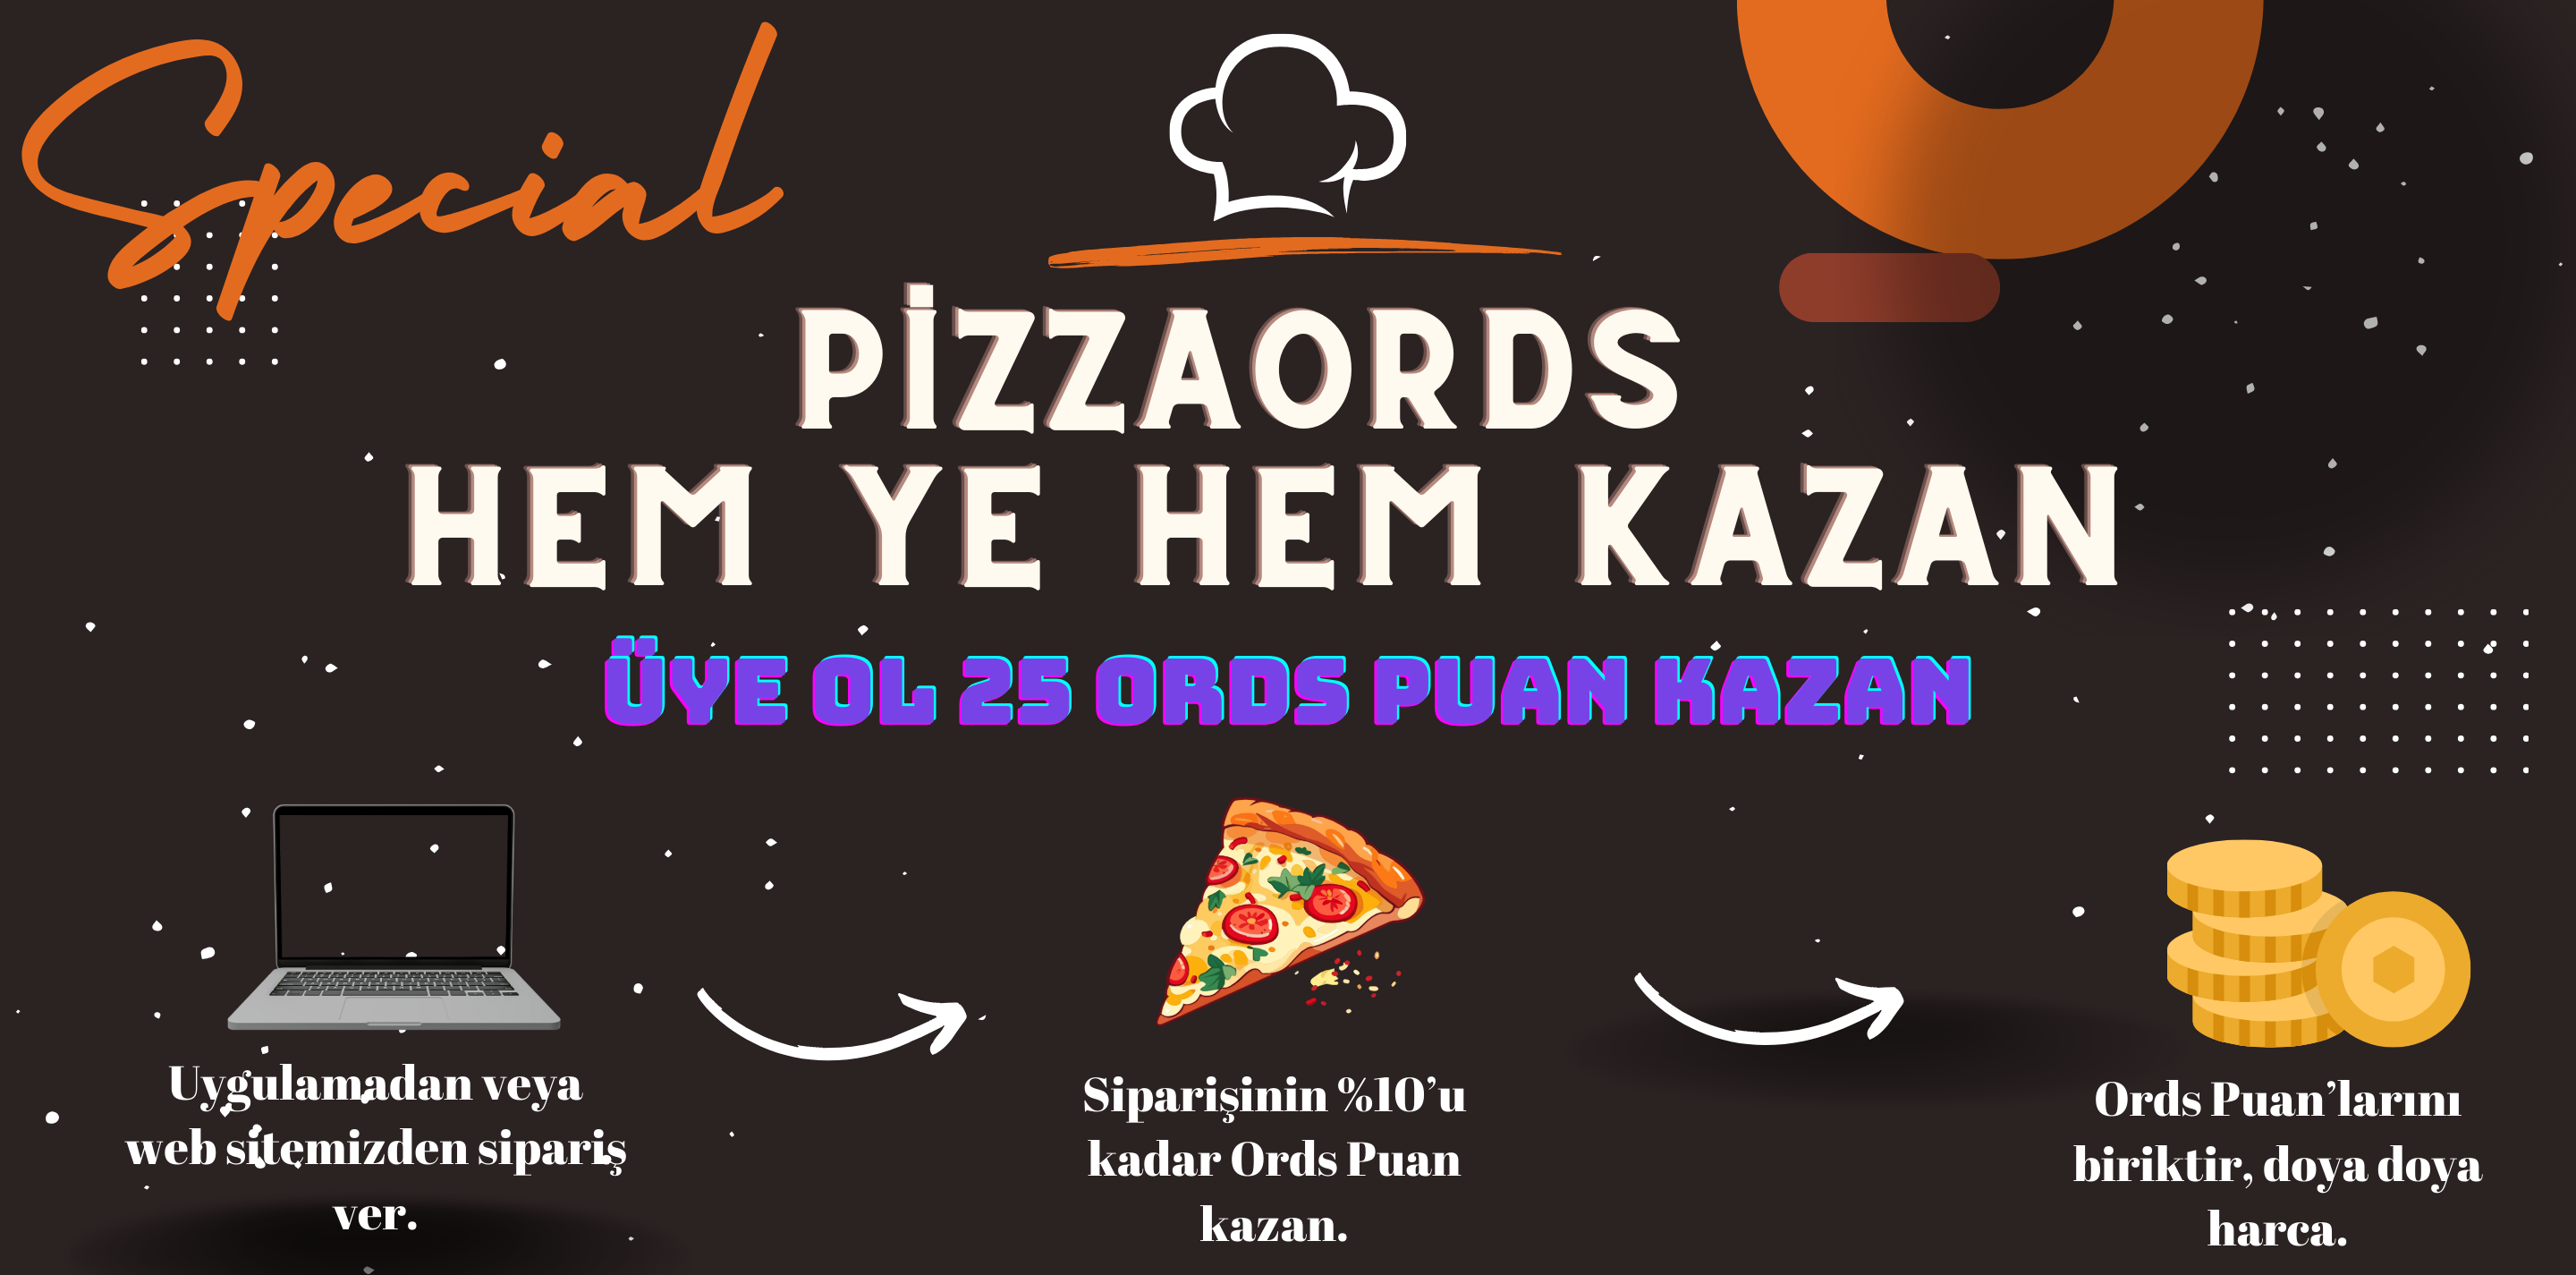 Special
PİZZAORDS
HEM YE HEM KAZAN
ÜYE OL 25 ORDS PUAN KAZAN
Uygulamadan veya
web sitemizden sipariş
ver.
Siparişinin %10’u
kadar Ords Puan
kazan.
Ords Puan’larını
biriktir, doya doya
harca.